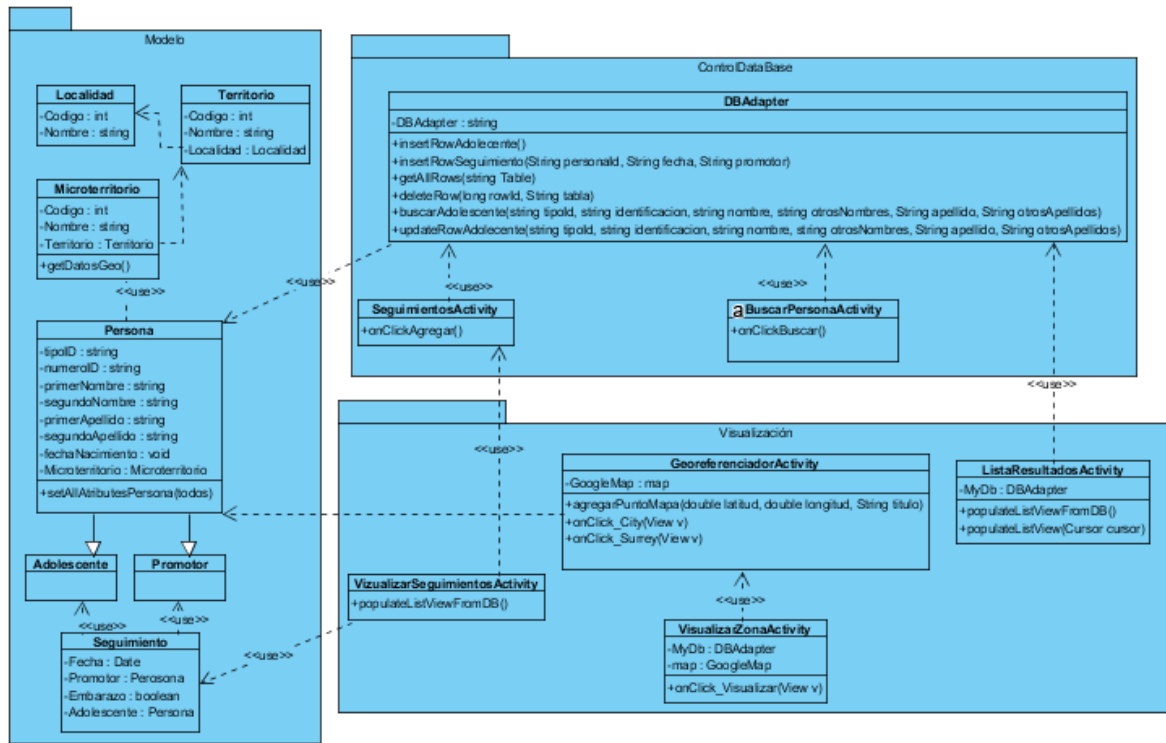 Modelo
Localidad
-Codigo : int
-Nombre : string
Territorio
-Codigo : int
-Nombre : string
-Localidad : Localidad
Microterritorio
-Codigo : int
-Nombre : string
-Territorio : Territorio
+getDatosGeo()
<<use>>
Persona
-tipoID : string
-numeroID : string
-primerNombre : string
-segundoNombre : string
-primerApellido : string
-segundoApellido : string
-fechaNacimiento : void
-Microterritorio : Microterritorio
+setAllAtributesPersona(todos)
Adolescente
Promotor
<<use>>
<<use>>
Seguimiento
-Fecha : Date
-Promotor : Perosona
-Embarazo : boolean
-Adolescente : Persona
ControlDataBase
DBAdapter
-DBAdapter : string
+insertRowAdolecente()
+insertRowSeguimiento(String personaId, String fecha, String promotor)
+getAllRows(string Table)
+deleteRow(long rowId, String tabla)
+buscarAdolescente(string tipoId, string identificacion, string nombre, string otrosNombres, String apellido, String otrosApellidos)
+updateRowAdolecente(string tipoId, string identificacion, string nombre, string otrosNombres, String apellido, String otrosApellidos)
<<use>>
<<use>>
<<use>>
SeguimientosActivity
+onClickAgregar()
a BuscarPersonaActivity
+onClickBuscar()
<<use>>
Visualización
<<use>>
GeoreferenciadorActivity
-GoogleMap : map
+agregarPuntoMapa(double latitud, double longitud, String titulo)
+onClick_City(View v)
+onClick_Surrey(View v)
ListaResultadosActivity
-MyDb : DBAdapter
+populateListViewFromDB()
+populateListView(Cursor cursor)
VizualizarSeguimientosActivity
+populateListViewFromDB()
<<use>>
<<use>>
VisualizarZonaActivity
-MyDb : DBAdapter
-map : GoogleMap
+onClick_Visualizar(View v)